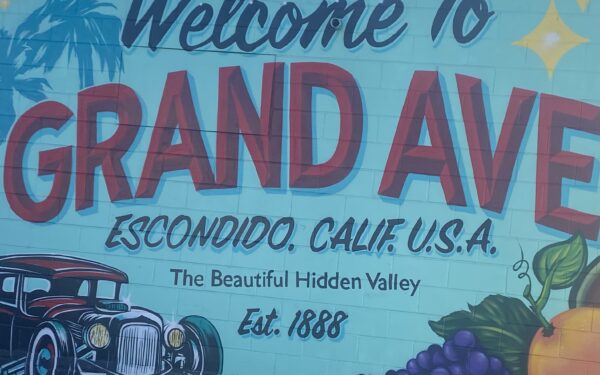 Welcome To
GRAND AVE
ESCONDIDO. CALIF. U.S.A.
The Beautiful Hidden Valley
Est. 1888